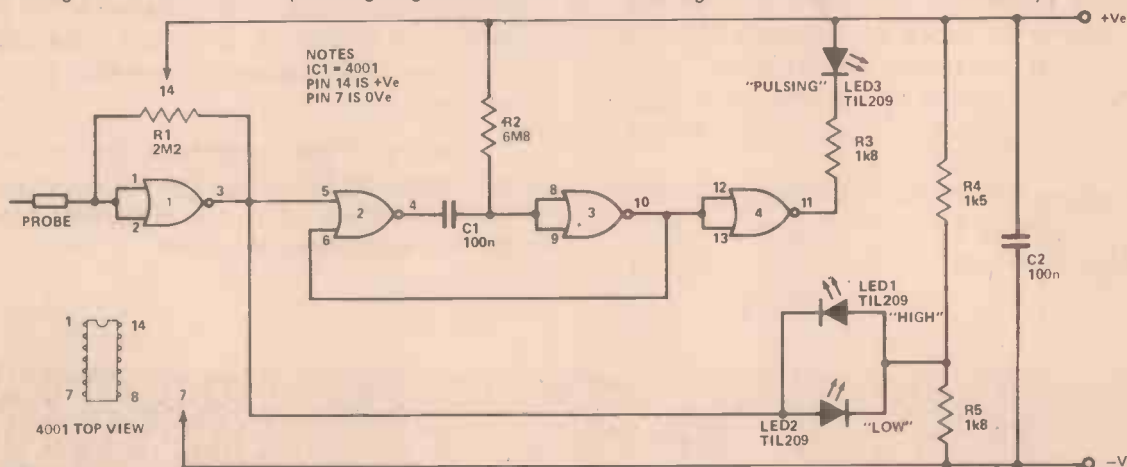 +Ve
NOTES
IC1 = 4001
PIN 14 IS +Ve
PIN 7 IS 0Ve
14
R1
2M2
R2
6M8
"PULSING"
LED3
TIL209
R3
1k8
R4
1k5
PROBE
1
2
1
3
5
6
2
4
C1
100n
8
9
3
10
12
13
4
11
C2
100n
LED1
TIL209
"HIGH"
1
14
7
8
7
4001 TOP VIEW
LED2
TIL209
"LOW"
R5
1k8